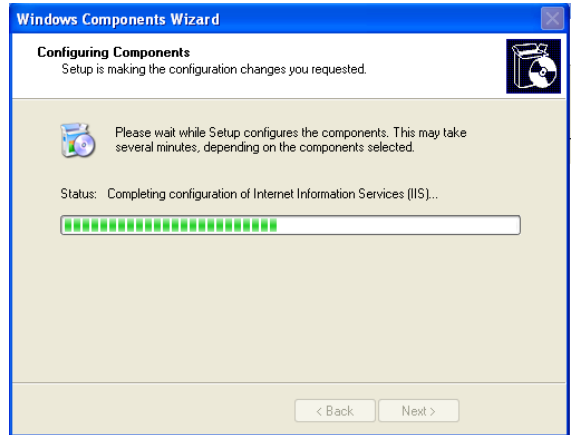 Windows Components Wizard
Configuring Components
Setup is making the configuration changes you requested.
Please wait while Setup configures the components. This may take
several minutes, depending on the components selected.
Status: Completing configuration of Internet Information Services (IIS)...
< Back Next >